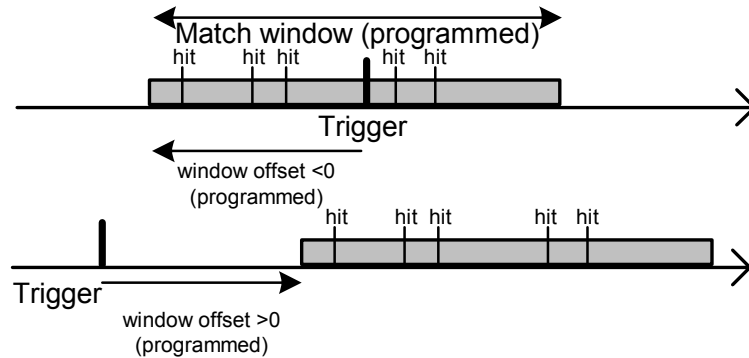 Match window (programmed)
hit hit hit hit hit
Trigger
window offset <0
(programmed)
hit hit hit hit hit
Trigger
window offset >0
(programmed)